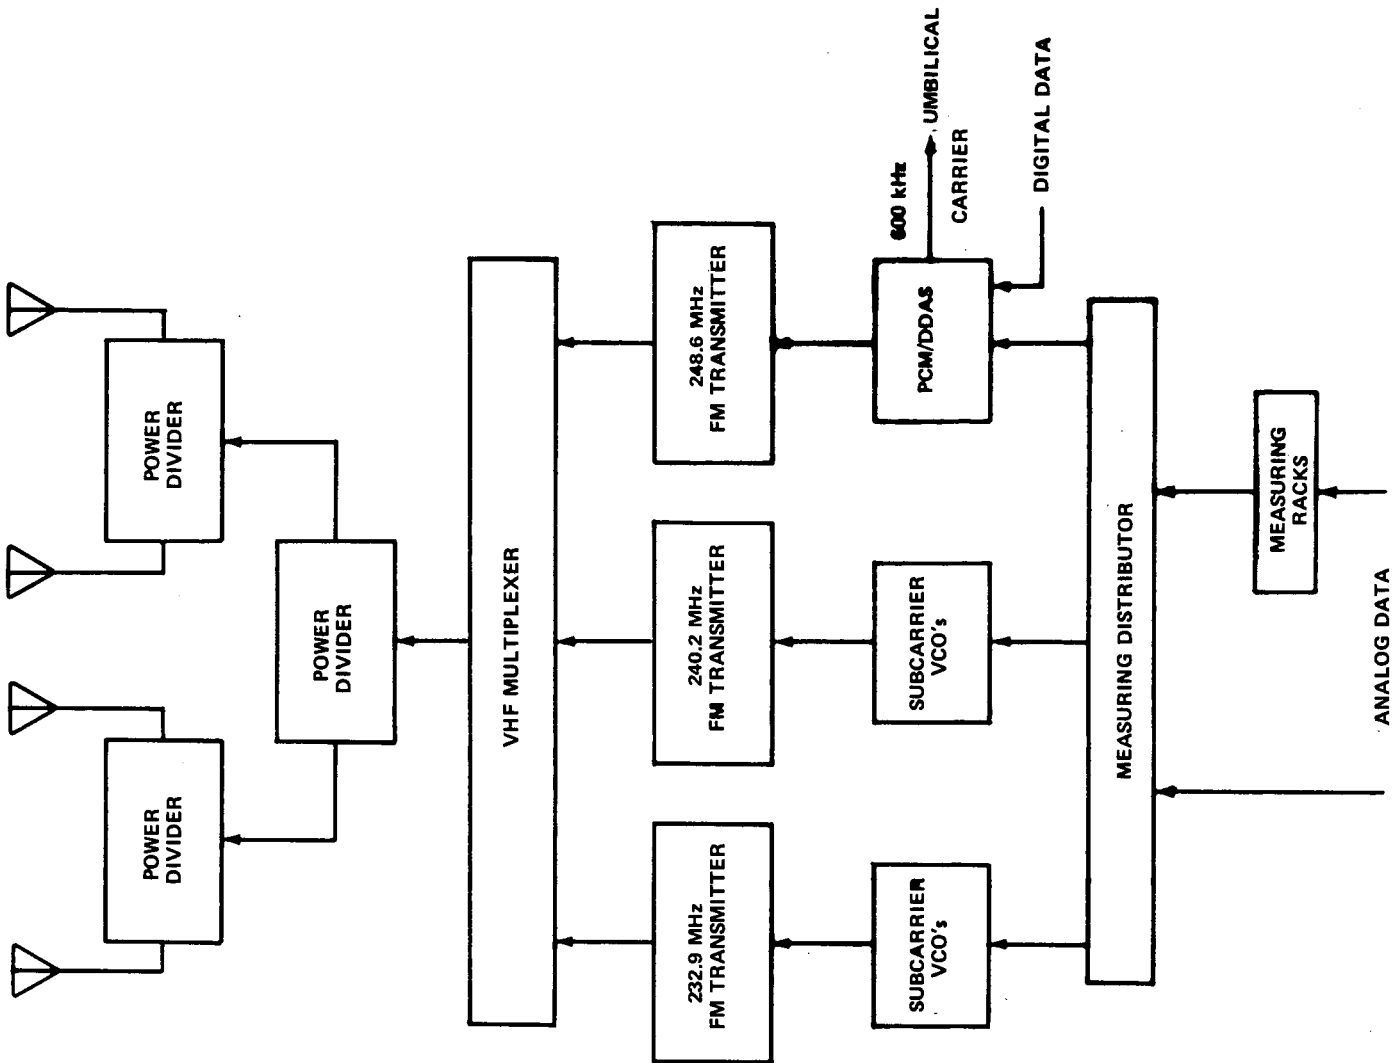 POWER
DIVIDER
POWER
DIVIDER
POWER
DIVIDER
VHF MULTIPLEXER
232.9 MHz
FM TRANSMITTER
240.2 MHz
FM TRANSMITTER
248.6 MHz
FM TRANSMITTER
SUBCARRIER
VCO's
SUBCARRIER
VCO's
PCM/DDAS
600 kHz
UMBILICAL
CARRIER
DIGITAL DATA
MEASURING DISTRIBUTOR
MEASURING
RACKS
ANALOG DATA